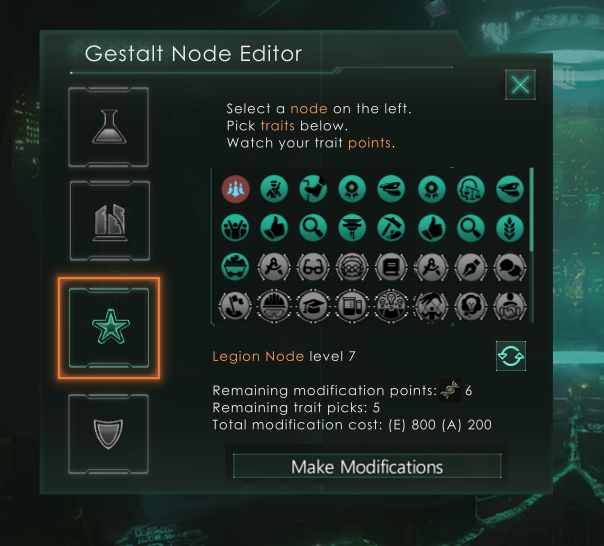 Gestalt Node Editor
Select a node on the left.
Pick traits below.
Watch your trait points.
Legion Node level 7
Remaining modification points: 6
Remaining trait picks: 5
Total modification cost: (E) 800 (A) 200
Make Modifications